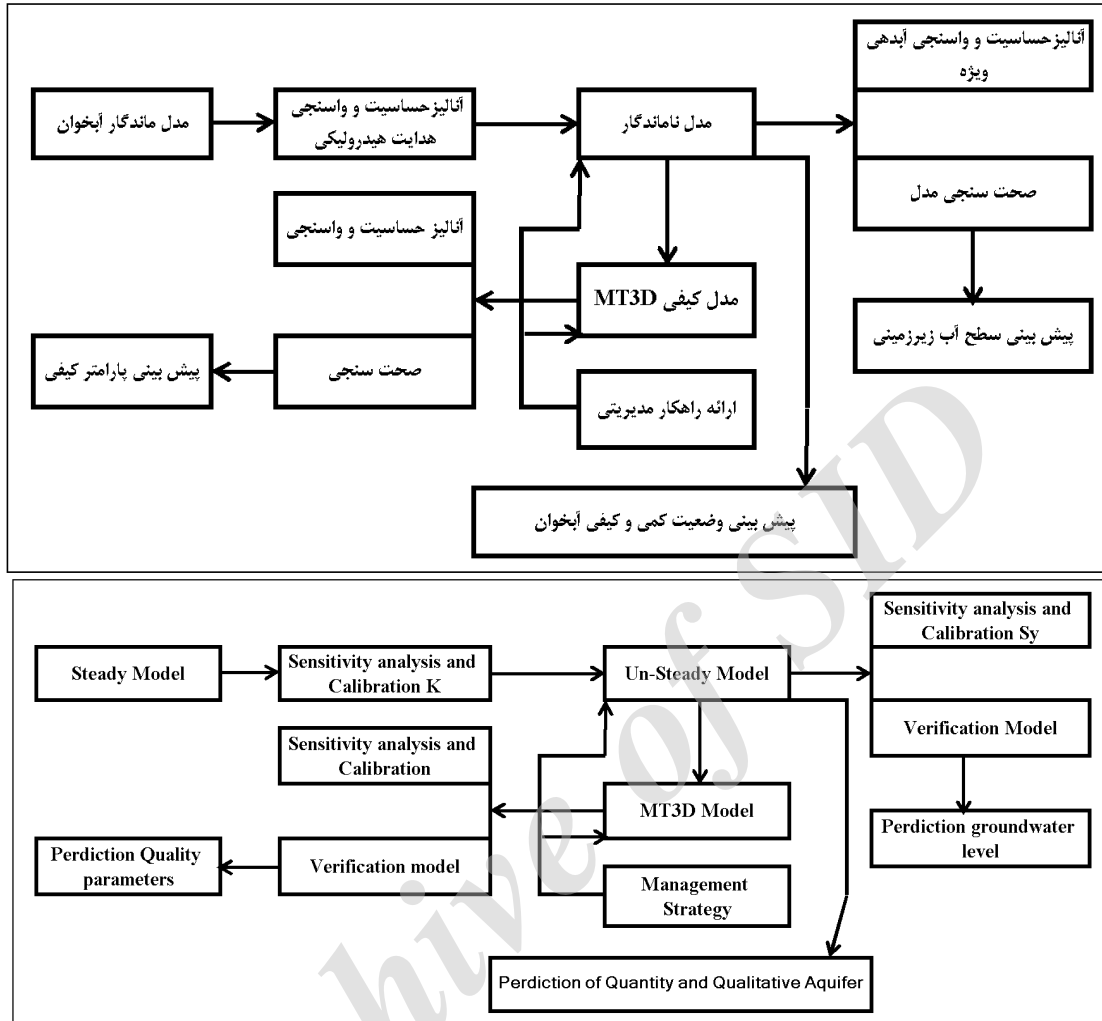 آنالیزحساسیت و واسنجی آبدهی
ویژه
مدل ماندگار آبخوان
آنالیزحساسیت و واسنجی
هدایت هیدرولیکی
مدل ناماندگار
صحت سنجی مدل
آنالیز حساسیت و واسنجی
مدل کیفی MT3D
پیش بینی سطح آب زیرزمینی
پیش بینی پارامتر کیفی
صحت سنجی
ارائه راهکار مدیریتی
پیش بینی وضعیت کمی و کیفی آبخوان
Sensitivity analysis and
Calibration Sy
Steady Model
Sensitivity analysis and
Calibration K
Un-Steady Model
Verification Model
Sensitivity analysis and
Calibration
MT3D Model
Perdiction groundwater
level
Perdiction Quality
parameters
Verification model
Management
Strategy
Perdiction of Quantity and Qualitative Aquifer
hive of SID